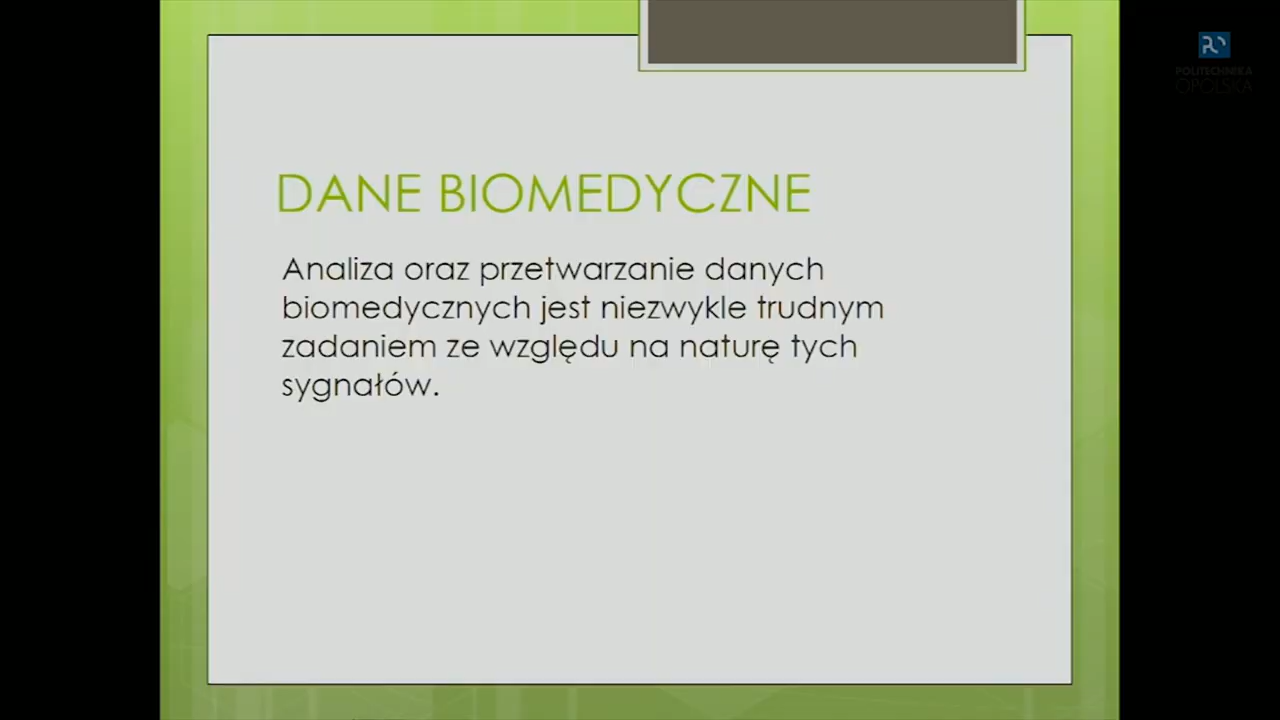 POLITECHNIKA
OPOLSKA
DANE BIOMEDYCZNE
Analiza oraz przetwarzanie danych
biomedycznych jest niezwykle trudnym
zadaniem ze względu na naturę tych
sygnałów.